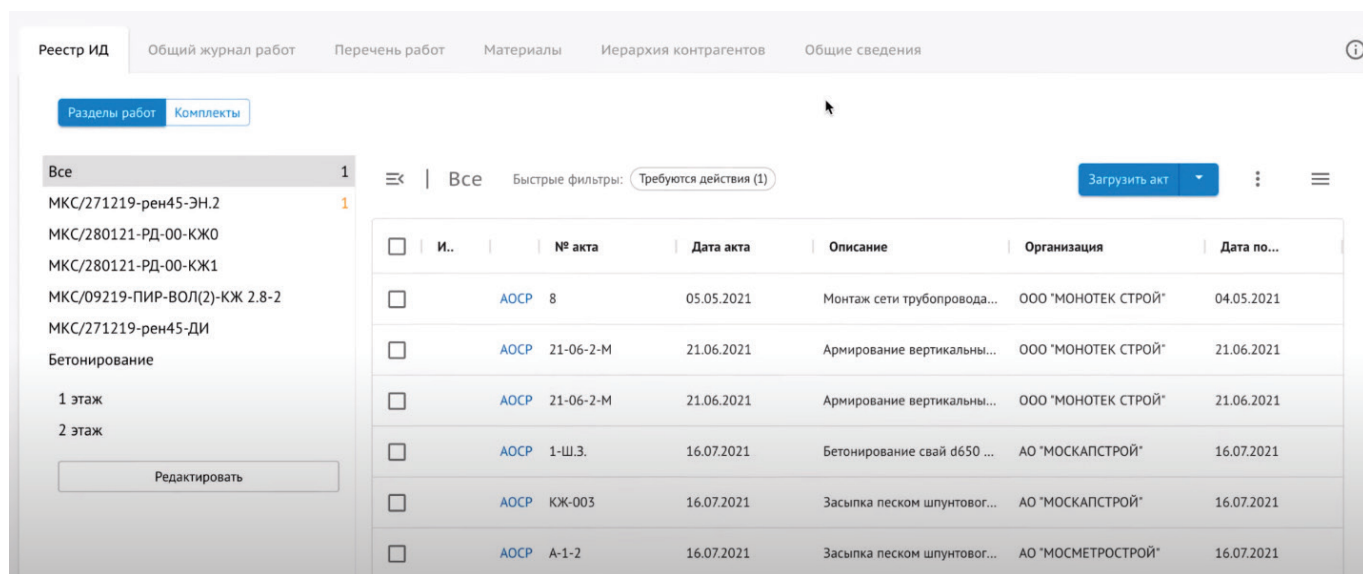 Реестр ИД Общий журнал работ Перечень работ Материалы Иерархия контрагентов Общие сведения
Разделы работ Комплекты
Все 1
МКС/271219-рен45-ЭН.2 1
МКС/280121-РД-00-КЖ0
МКС/280121-РД-00-КЖ1
МКС/09219-ПИР-ВОЛ(2)-КЖ 2.8-2
МКС/271219-рен45-ДИ
Бетонирование
1 этаж
2 этаж
Редактировать
Все Быстрые фильтры: Требуются действия (1) Загрузить акт
И.. № акта Дата акта Описание Организация Дата по...
АОСР 8 05.05.2021 Монтаж сети трубопровода... ООО "МОНОТЕК СТРОЙ" 04.05.2021
АОСР 21-06-2-М 21.06.2021 Армирование вертикальны... ООО "МОНОТЕК СТРОЙ" 21.06.2021
АОСР 21-06-2-М 21.06.2021 Армирование вертикальны... ООО "МОНОТЕК СТРОЙ" 21.06.2021
АОСР 1-Ш.З. 16.07.2021 Бетонирование свай d650 ... АО "МОСКАПСТРОЙ" 16.07.2021
АОСР КЖ-003 16.07.2021 Засыпка песком шпунтовог... АО "МОСКАПСТРОЙ" 16.07.2021
АОСР А-1-2 16.07.2021 Засыпка песком шпунтовог... АО "МОСМЕТРОСТРОЙ" 16.07.2021